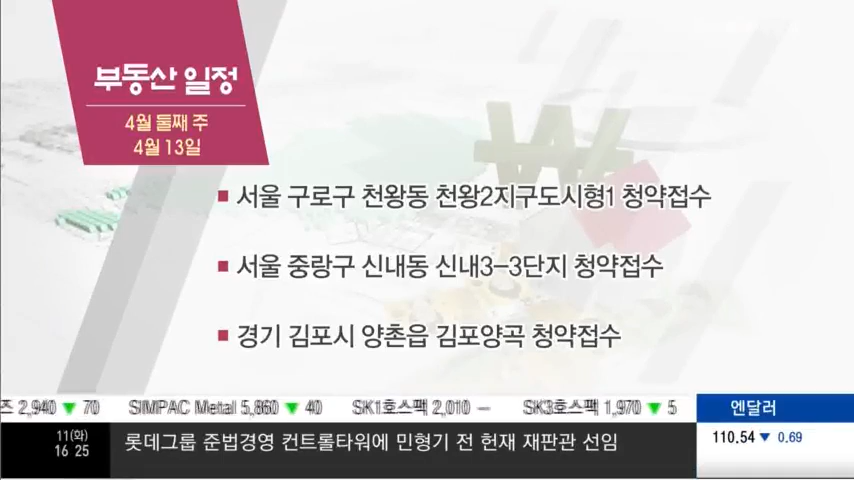 부동산 일정
4월 둘째 주
4월 13일
■ 서울 구로구 천왕동 천왕2지구도시형1 청약접수
■ 서울 중랑구 신내동 신내3-3단지 청약접수
■ 경기 김포시 양촌읍 김포양곡 청약접수
즈 2,940 ▼ 70 SIMPAC Metal 5,860 ▼ 40 SK1호스팩 2,010 – SK3호스팩 1,970 ▼ 5
엔달러
11(화)
16 25
롯데그룹 준법경영 컨트롤타워에 민형기 전 헌재 재판관 선임
110.54 ▼ 0.69